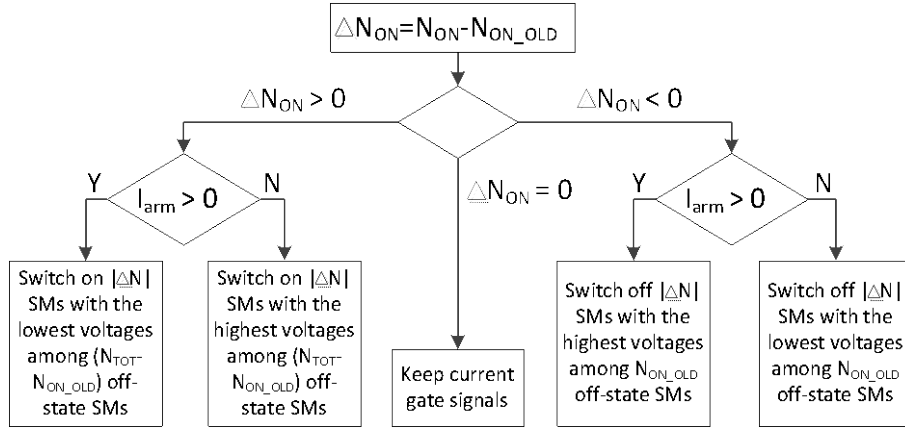 △N_ON=N_ON-N_ON_OLD
△N_ON > 0
△N_ON < 0
△N_ON = 0
Y
I_arm > 0
N
Y
I_arm > 0
N
Switch on |△N|
SMs with the
lowest voltages
among (N_TOT-
N_ON_OLD) off-
state SMs
Switch on |△N|
SMs with the
highest voltages
among (N_TOT-
N_ON_OLD) off-
state SMs
Keep current
gate signals
Switch off |△N|
SMs with the
highest voltages
among N_ON_OLD
off-state SMs
Switch off |△N|
SMs with the
lowest voltages
among N_ON_OLD
off-state SMs